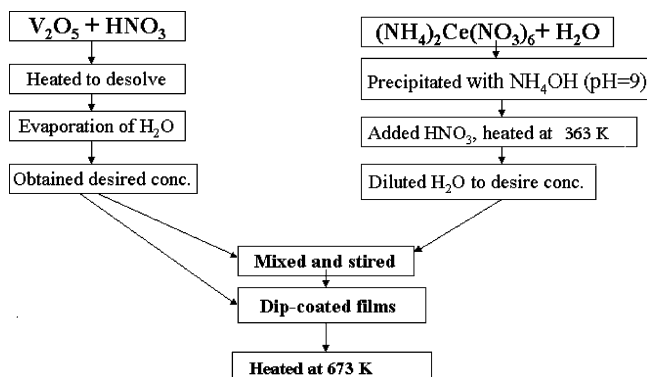 V₂O₅ + HNO₃
Heated to desolve
Evaporation of H₂O
Obtained desired conc.
(NH₄)₂Ce(NO₃)₆+ H₂O
Precipitated with NH₄OH (pH=9)
Added HNO₃, heated at 363 K
Diluted H₂O to desire conc.
Mixed and stired
Dip-coated films
Heated at 673 K